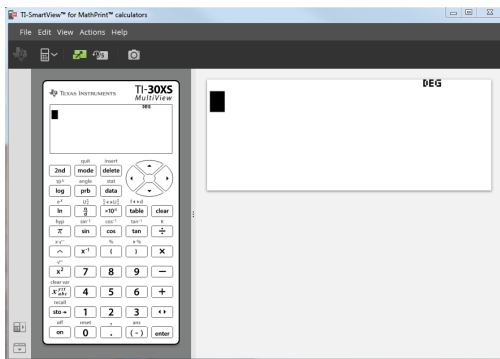 TI-SmartView™ for MathPrint™ calculators
File Edit View Actions Help
TEXAS INSTRUMENTS TI-30XS
MultiView
DEG
DEG
quit insert
2nd mode delete
10ˣ angle stat
log prb data
eˣ f◄►d
ln n/d ×10ⁿ table clear
hyp sin⁻¹ cos⁻¹ tan⁻¹ K
π sin cos tan ÷
ˣ√‾ % ►%
^ x⁻¹ ( ) ×
√‾
x² 7 8 9 −
clear var
x yzt abc 4 5 6 +
recall
sto→ 1 2 3 ◄►
off reset , ans
on 0 . (−) enter